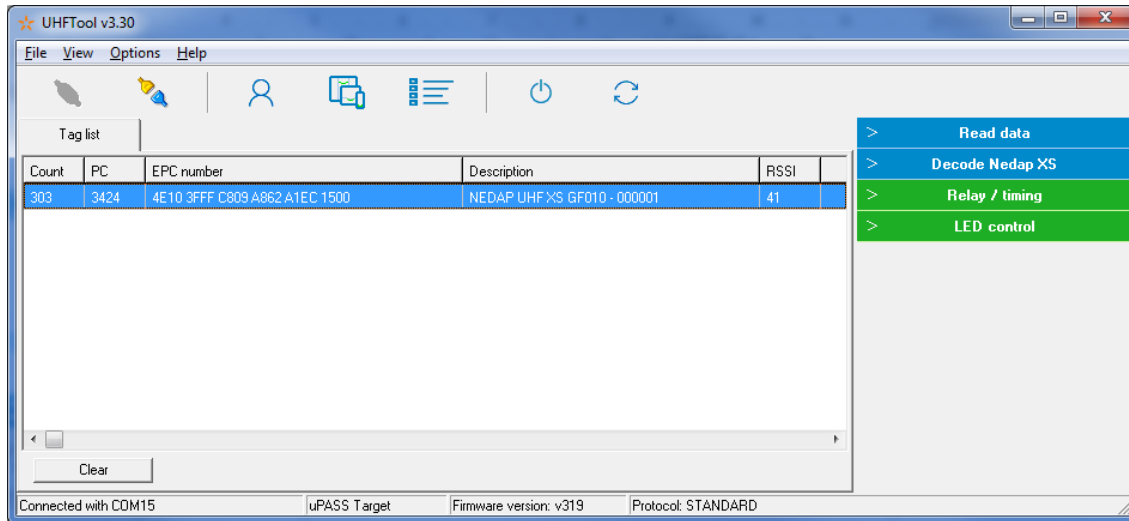 UHFTool v3.30
File View Options Help
Tag list
Count PC EPC number Description RSSI
303 3424 4E10 3FFF C809 A862 A1EC 1500 NEDAP UHF XS GF010 - 000001 41
> Read data
> Decode Nedap XS
> Relay / timing
> LED control
Clear
Connected with COM15 uPASS Target Firmware version: v319 Protocol: STANDARD